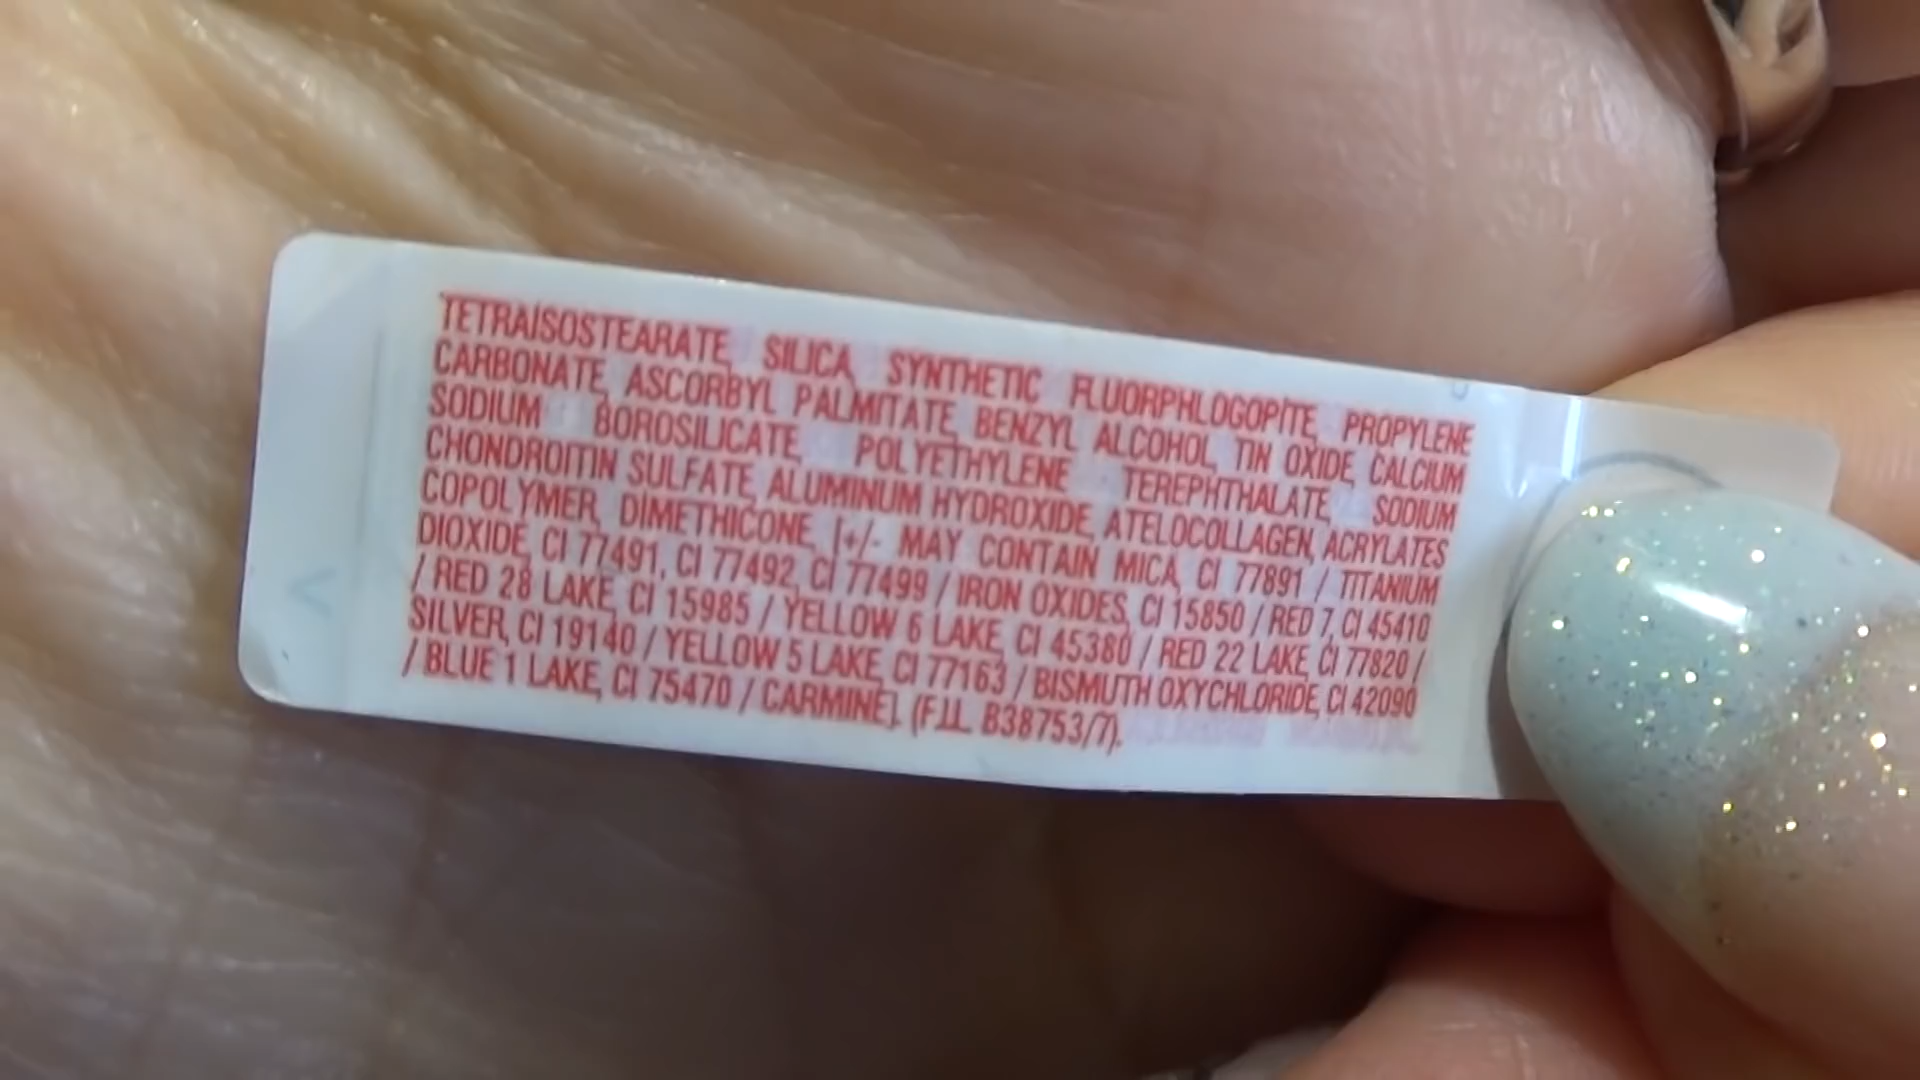 TETRAISOSTEARATE, SILICA, SYNTHETIC FLUORPHLOGOPITE, PROPYLENE
CARBONATE, ASCORBYL PALMITATE, BENZYL ALCOHOL, TIN OXIDE, CALCIUM
SODIUM BOROSILICATE, POLYETHYLENE TEREPHTHALATE, SODIUM
CHONDROITIN SULFATE, ALUMINUM HYDROXIDE, ATELOCOLLAGEN, ACRYLATES
COPOLYMER, DIMETHICONE, [+/- MAY CONTAIN MICA, CI 77891 / TITANIUM
DIOXIDE, CI 77491, CI 77492, CI 77499 / IRON OXIDES, CI 15850 / RED 7, CI 45410
/ RED 28 LAKE, CI 15985 / YELLOW 6 LAKE, CI 45380 / RED 22 LAKE, CI 77820 /
SILVER, CI 19140 / YELLOW 5 LAKE, CI 77163 / BISMUTH OXYCHLORIDE, CI 42090
/ BLUE 1 LAKE, CI 75470 / CARMINE]. (F.I.L. B38753/7).